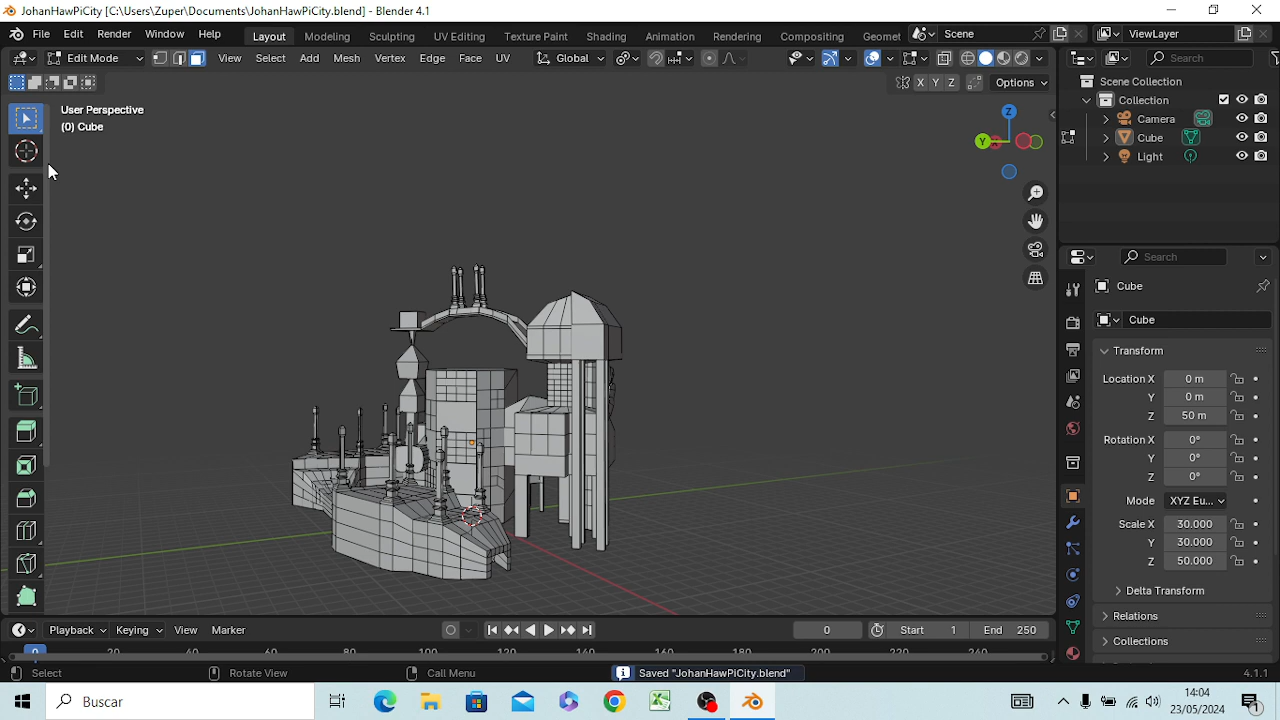 JohanHawPiCity [C:\Users\Zuper\Documents\JohanHawPiCity.blend] - Blender 4.1
File Edit Render Window Help Layout Modeling Sculpting UV Editing Texture Paint Shading Animation Rendering Compositing Geomet Scene ViewLayer
Edit Mode View Select Add Mesh Vertex Edge Face UV Global Search
X Y Z Options
User Perspective
(0) Cube
Scene Collection
Collection
Camera
Cube
Light
Z
Y
Search
Cube
Cube
Transform
Location X 0 m
Y 0 m
Z 50 m
Rotation X 0°
Y 0°
Z 0°
Mode XYZ Eu...
Scale X 30.000
Y 30.000
Z 50.000
Delta Transform
Relations
Collections
Playback Keying View Marker 0 Start 1 End 250
0 20 40 60 80 100 120 140 160 180 200 220 240
Select Rotate View Call Menu Saved "JohanHawPiCity.blend" 4.1.1
Buscar
14:04
23/05/2024
1